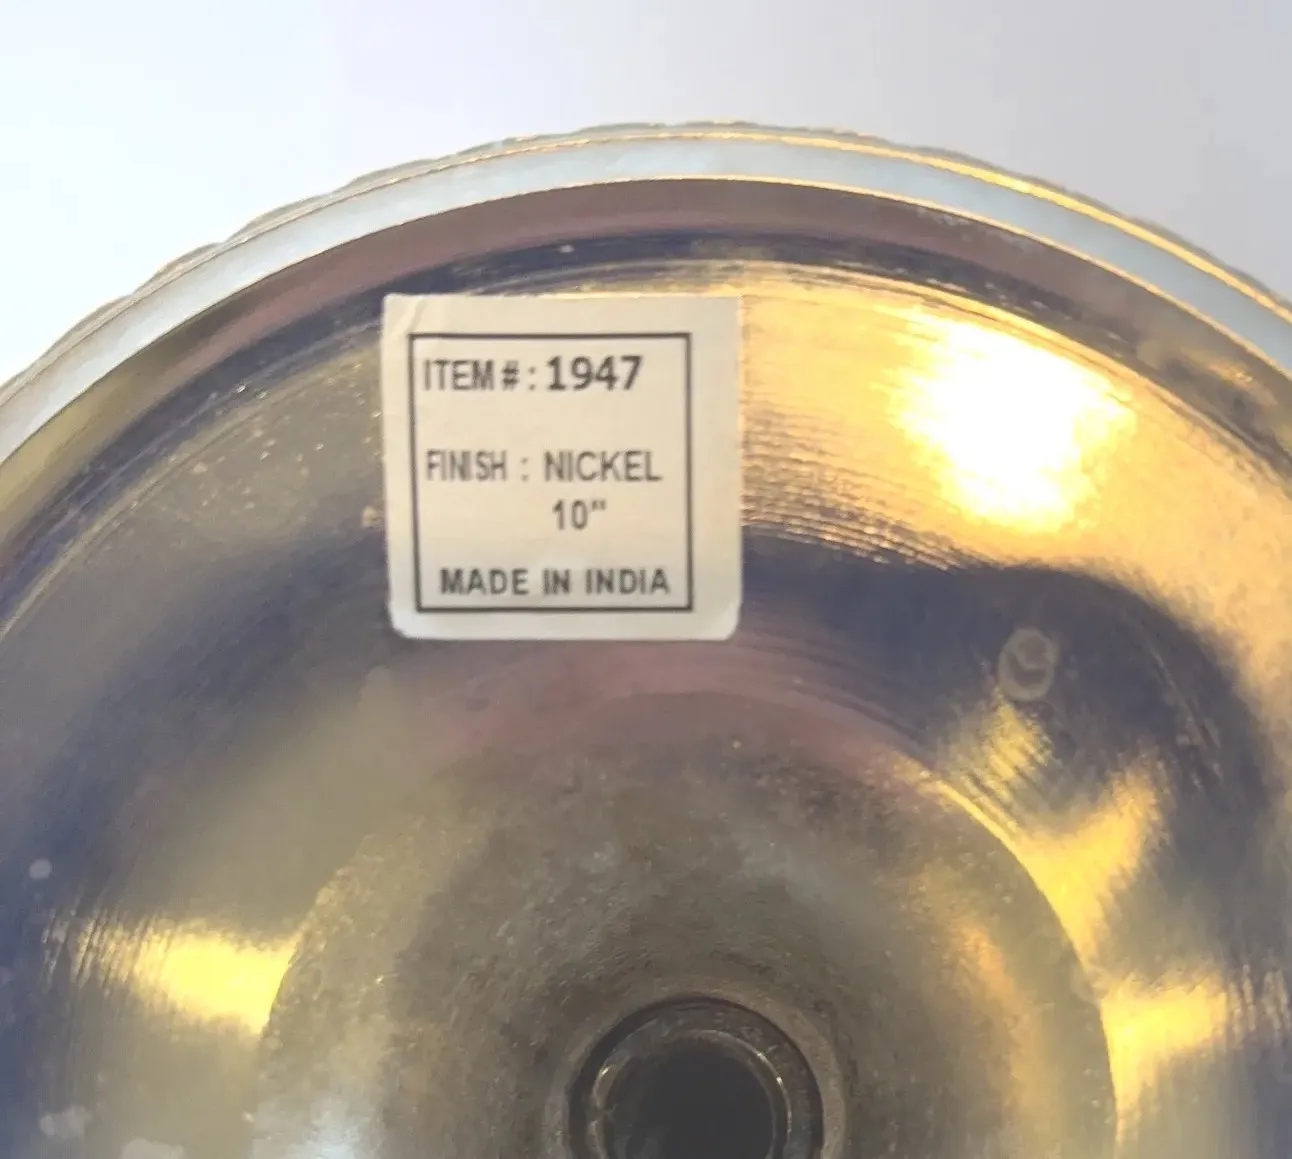 ITEM # : 1947
FINISH : NICKEL
10"
MADE IN INDIA